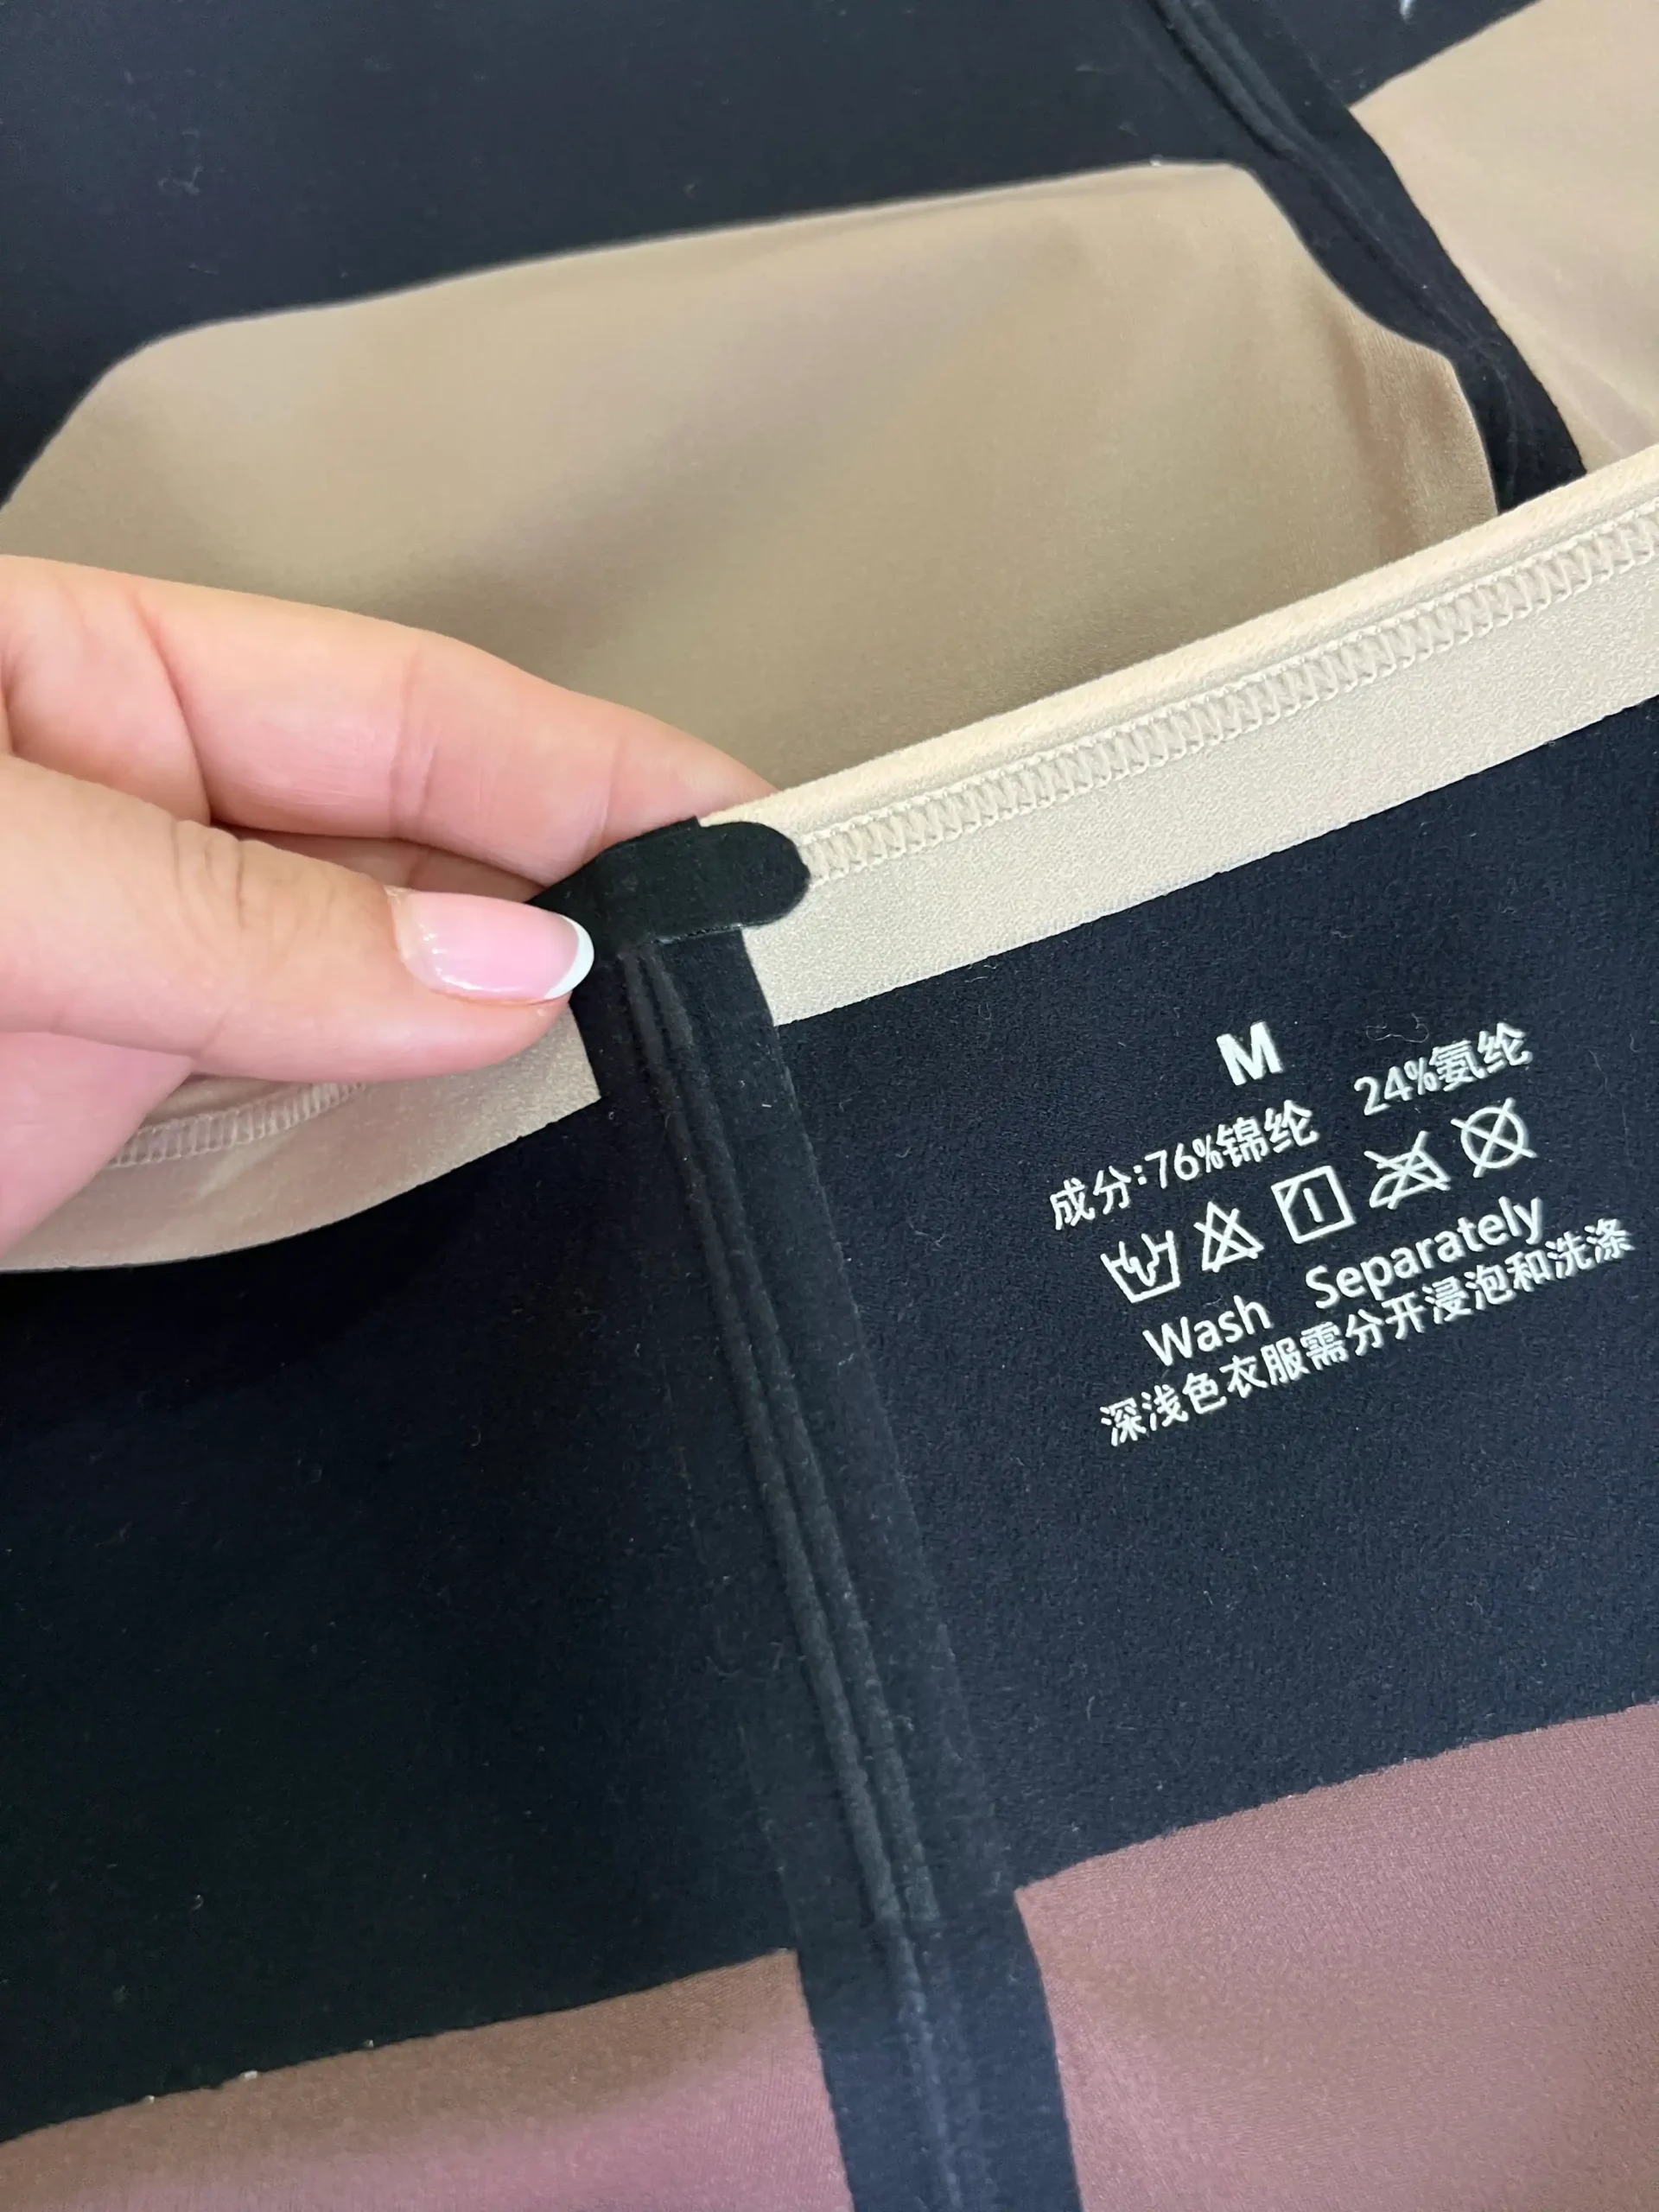 M
成分:76%锦纶 24%氨纶
Wash Separately
深浅色衣服需分开浸泡和洗涤